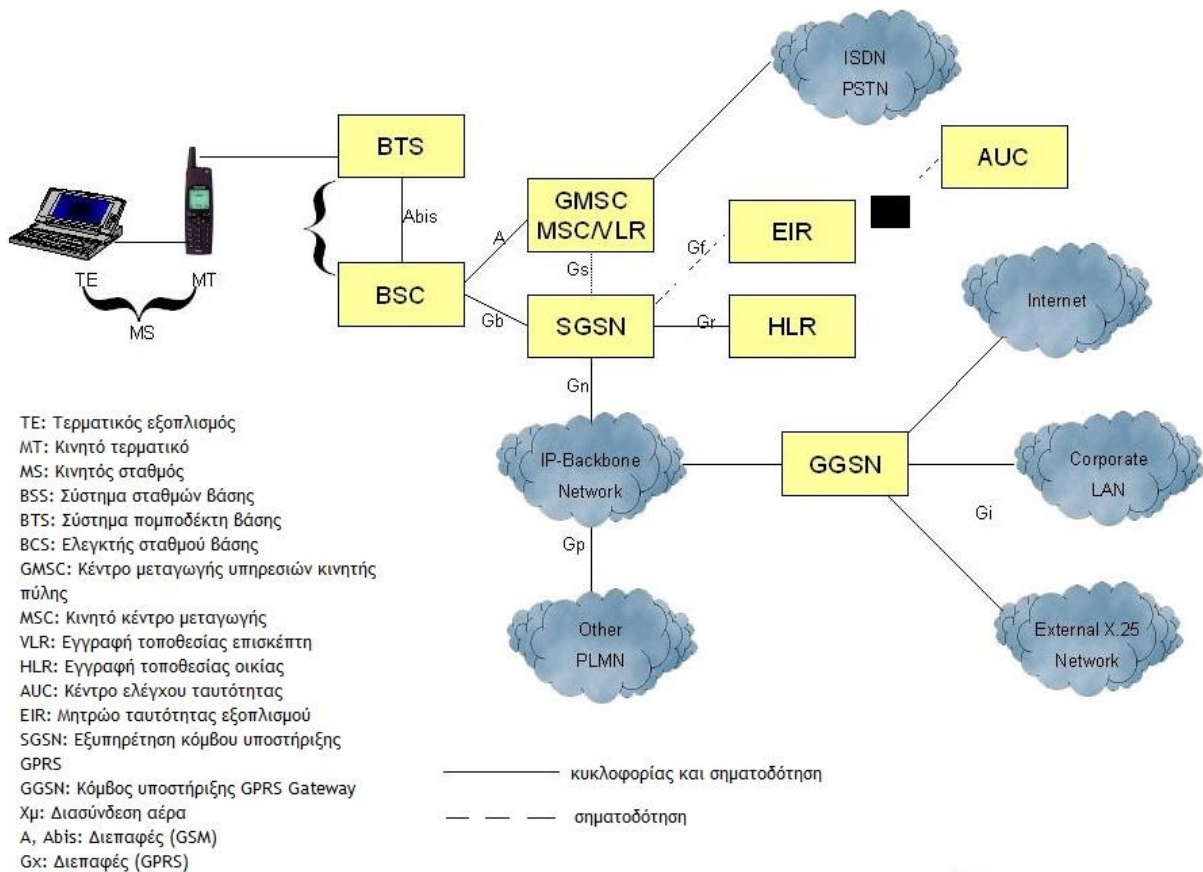 ISDN
PSTN
BTS
AUC
GMSC
MSC/VLR
Abis
EIR
A
Gf
Gs
TE
MT
BSC
Internet
MS
Gb
SGSN
Gr
HLR
Gn
TE: Τερματικός εξοπλισμός
MT: Κινητό τερματικό
MS: Κινητός σταθμός
BSS: Σύστημα σταθμών βάσης
BTS: Σύστημα πομποδέκτη βάσης
BCS: Ελεγκτής σταθμού βάσης
GMSC: Κέντρο μεταγωγής υπηρεσιών κινητής
πύλης
MSC: Κινητό κέντρο μεταγωγής
VLR: Εγγραφή τοποθεσίας επισκέπτη
HLR: Εγγραφή τοποθεσίας οικίας
AUC: Κέντρο ελέγχου ταυτότητας
EIR: Μητρώο ταυτότητας εξοπλισμού
SGSN: Εξυπηρέτηση κόμβου υποστήριξης
GPRS
GGSN: Κόμβος υποστήριξης GPRS Gateway
Χμ: Διασύνδεση αέρα
A, Abis: Διεπαφές (GSM)
Gx: Διεπαφές (GPRS)
IP-Backbone
Network
GGSN
Corporate
LAN
Gi
Gp
Other
PLMN
External X.25
Network
κυκλοφορίας και σηματοδότηση
σηματοδότηση